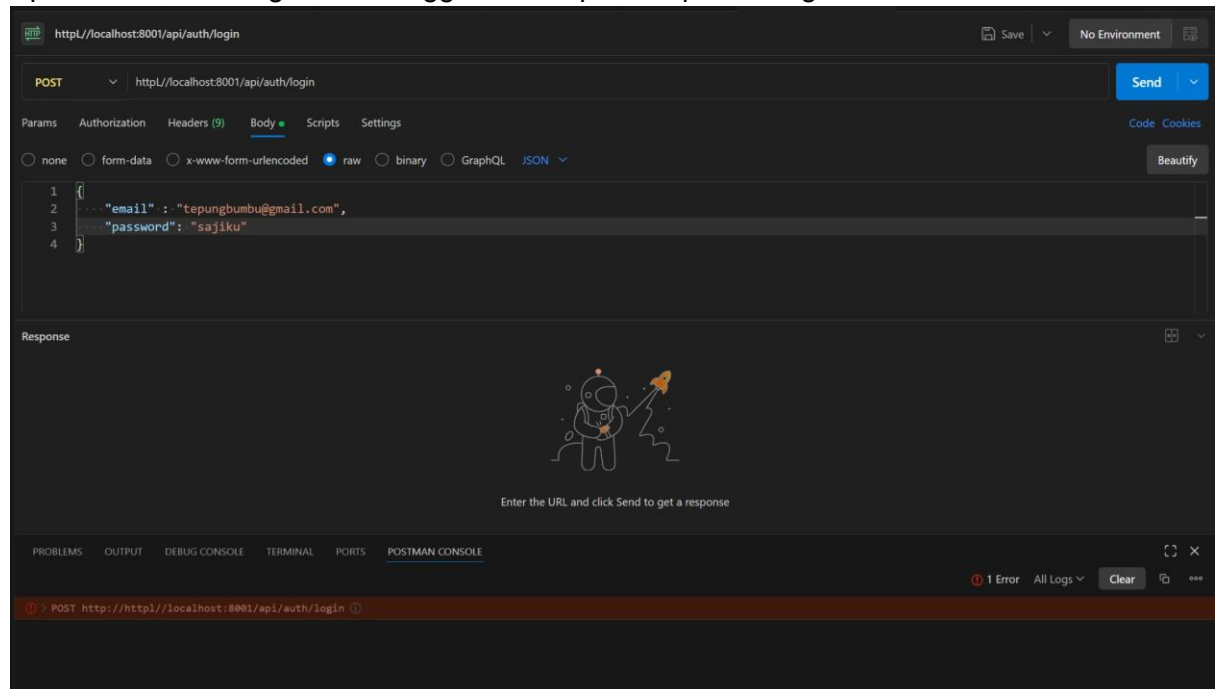 HTTP httpL//localhost:8001/api/auth/login Save No Environment
POST httpL//localhost:8001/api/auth/login Send
Params Authorization Headers (9) Body Scripts Settings Code Cookies
none form-data x-www-form-urlencoded raw binary GraphQL JSON Beautify
1 {
2 "email" : "tepungbumbu@gmail.com",
3 "password": "sajiku"
4 }
Response
Enter the URL and click Send to get a response
PROBLEMS OUTPUT DEBUG CONSOLE TERMINAL PORTS POSTMAN CONSOLE
1 Error All Logs Clear
POST http://httpl//localhost:8001/api/auth/login